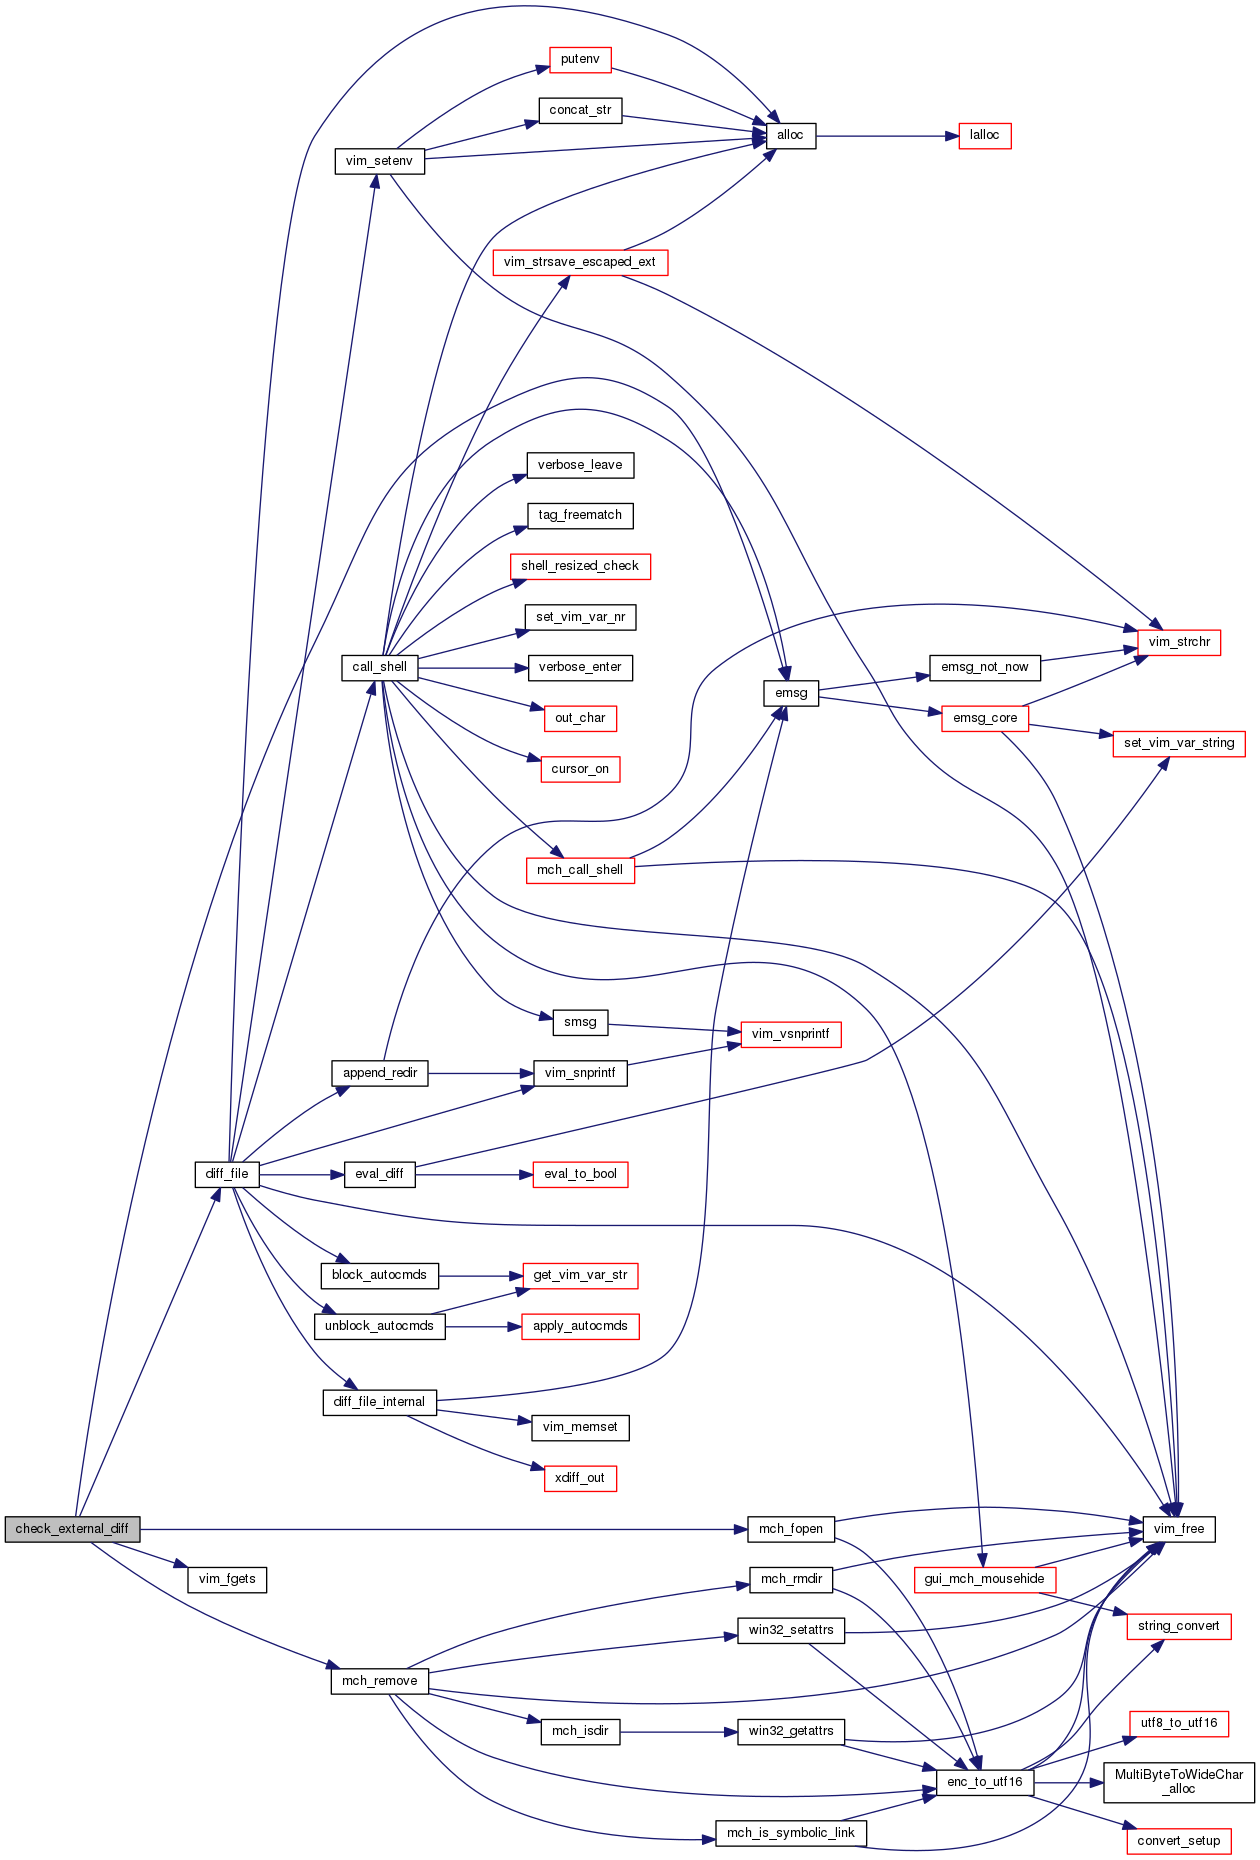 putenv
concat_str
alloc
lalloc
vim_setenv
vim_strsave_escaped_ext
verbose_leave
tag_freematch
shell_resized_check
set_vim_var_nr
vim_strchr
call_shell
verbose_enter
emsg_not_now
emsg
out_char
emsg_core
set_vim_var_string
cursor_on
mch_call_shell
smsg
vim_vsnprintf
append_redir
vim_snprintf
diff_file
eval_diff
eval_to_bool
block_autocmds
get_vim_var_str
unblock_autocmds
apply_autocmds
diff_file_internal
vim_memset
xdiff_out
check_external_diff
mch_fopen
vim_free
vim_fgets
mch_rmdir
gui_mch_mousehide
win32_setattrs
string_convert
mch_remove
mch_isdir
win32_getattrs
utf8_to_utf16
enc_to_utf16
MultiByteToWideChar
_alloc
mch_is_symbolic_link
convert_setup